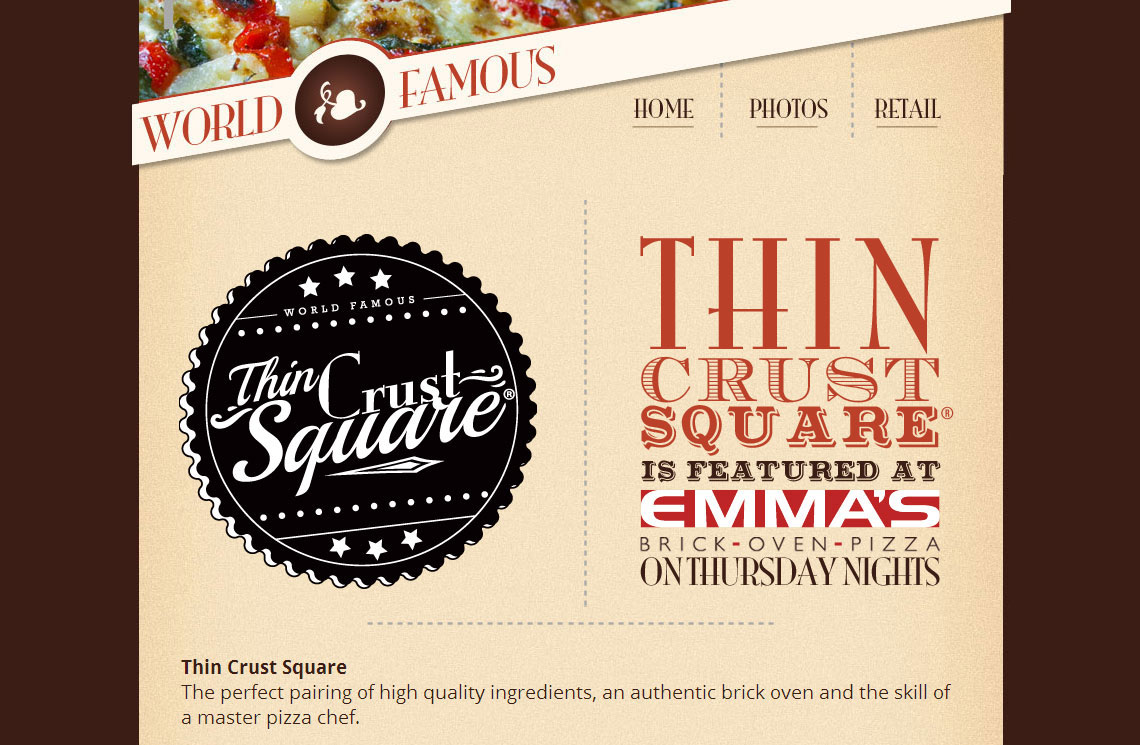 WORLD FAMOUS
HOME PHOTOS RETAIL
WORLD FAMOUS
Thin Crust
Square®
THIN
CRUST
SQUARE®
IS FEATURED AT
EMMA'S
BRICK-OVEN-PIZZA
ON THURSDAY NIGHTS
Thin Crust Square
The perfect pairing of high quality ingredients, an authentic brick oven and the skill of
a master pizza chef.